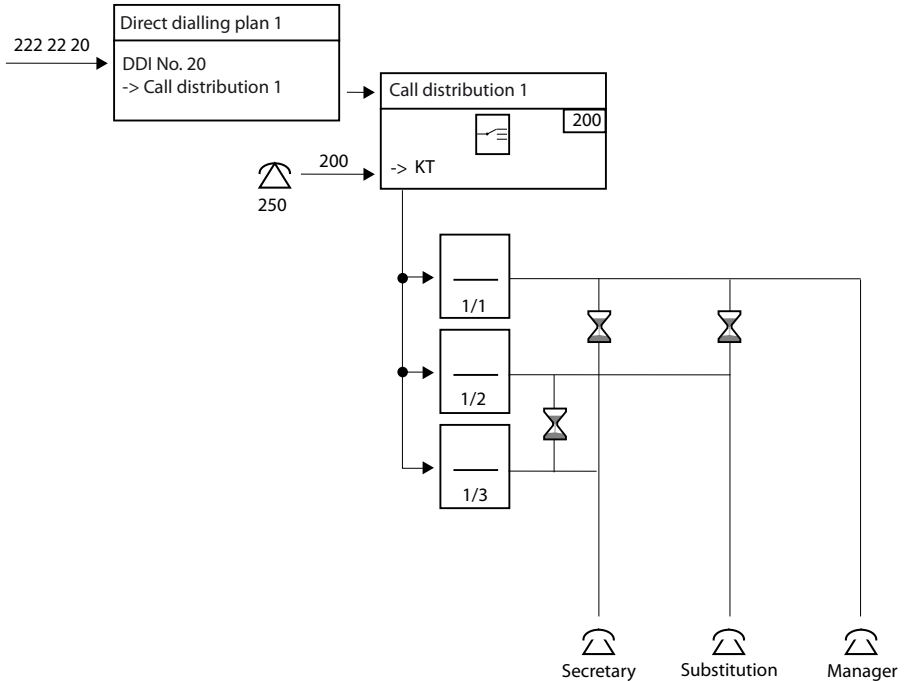 Direct dialling plan 1
222 22 20
DDI No. 20
-> Call distribution 1
Call distribution 1
200
200
-> KT
250
1/1
1/2
1/3
Secretary
Substitution
Manager